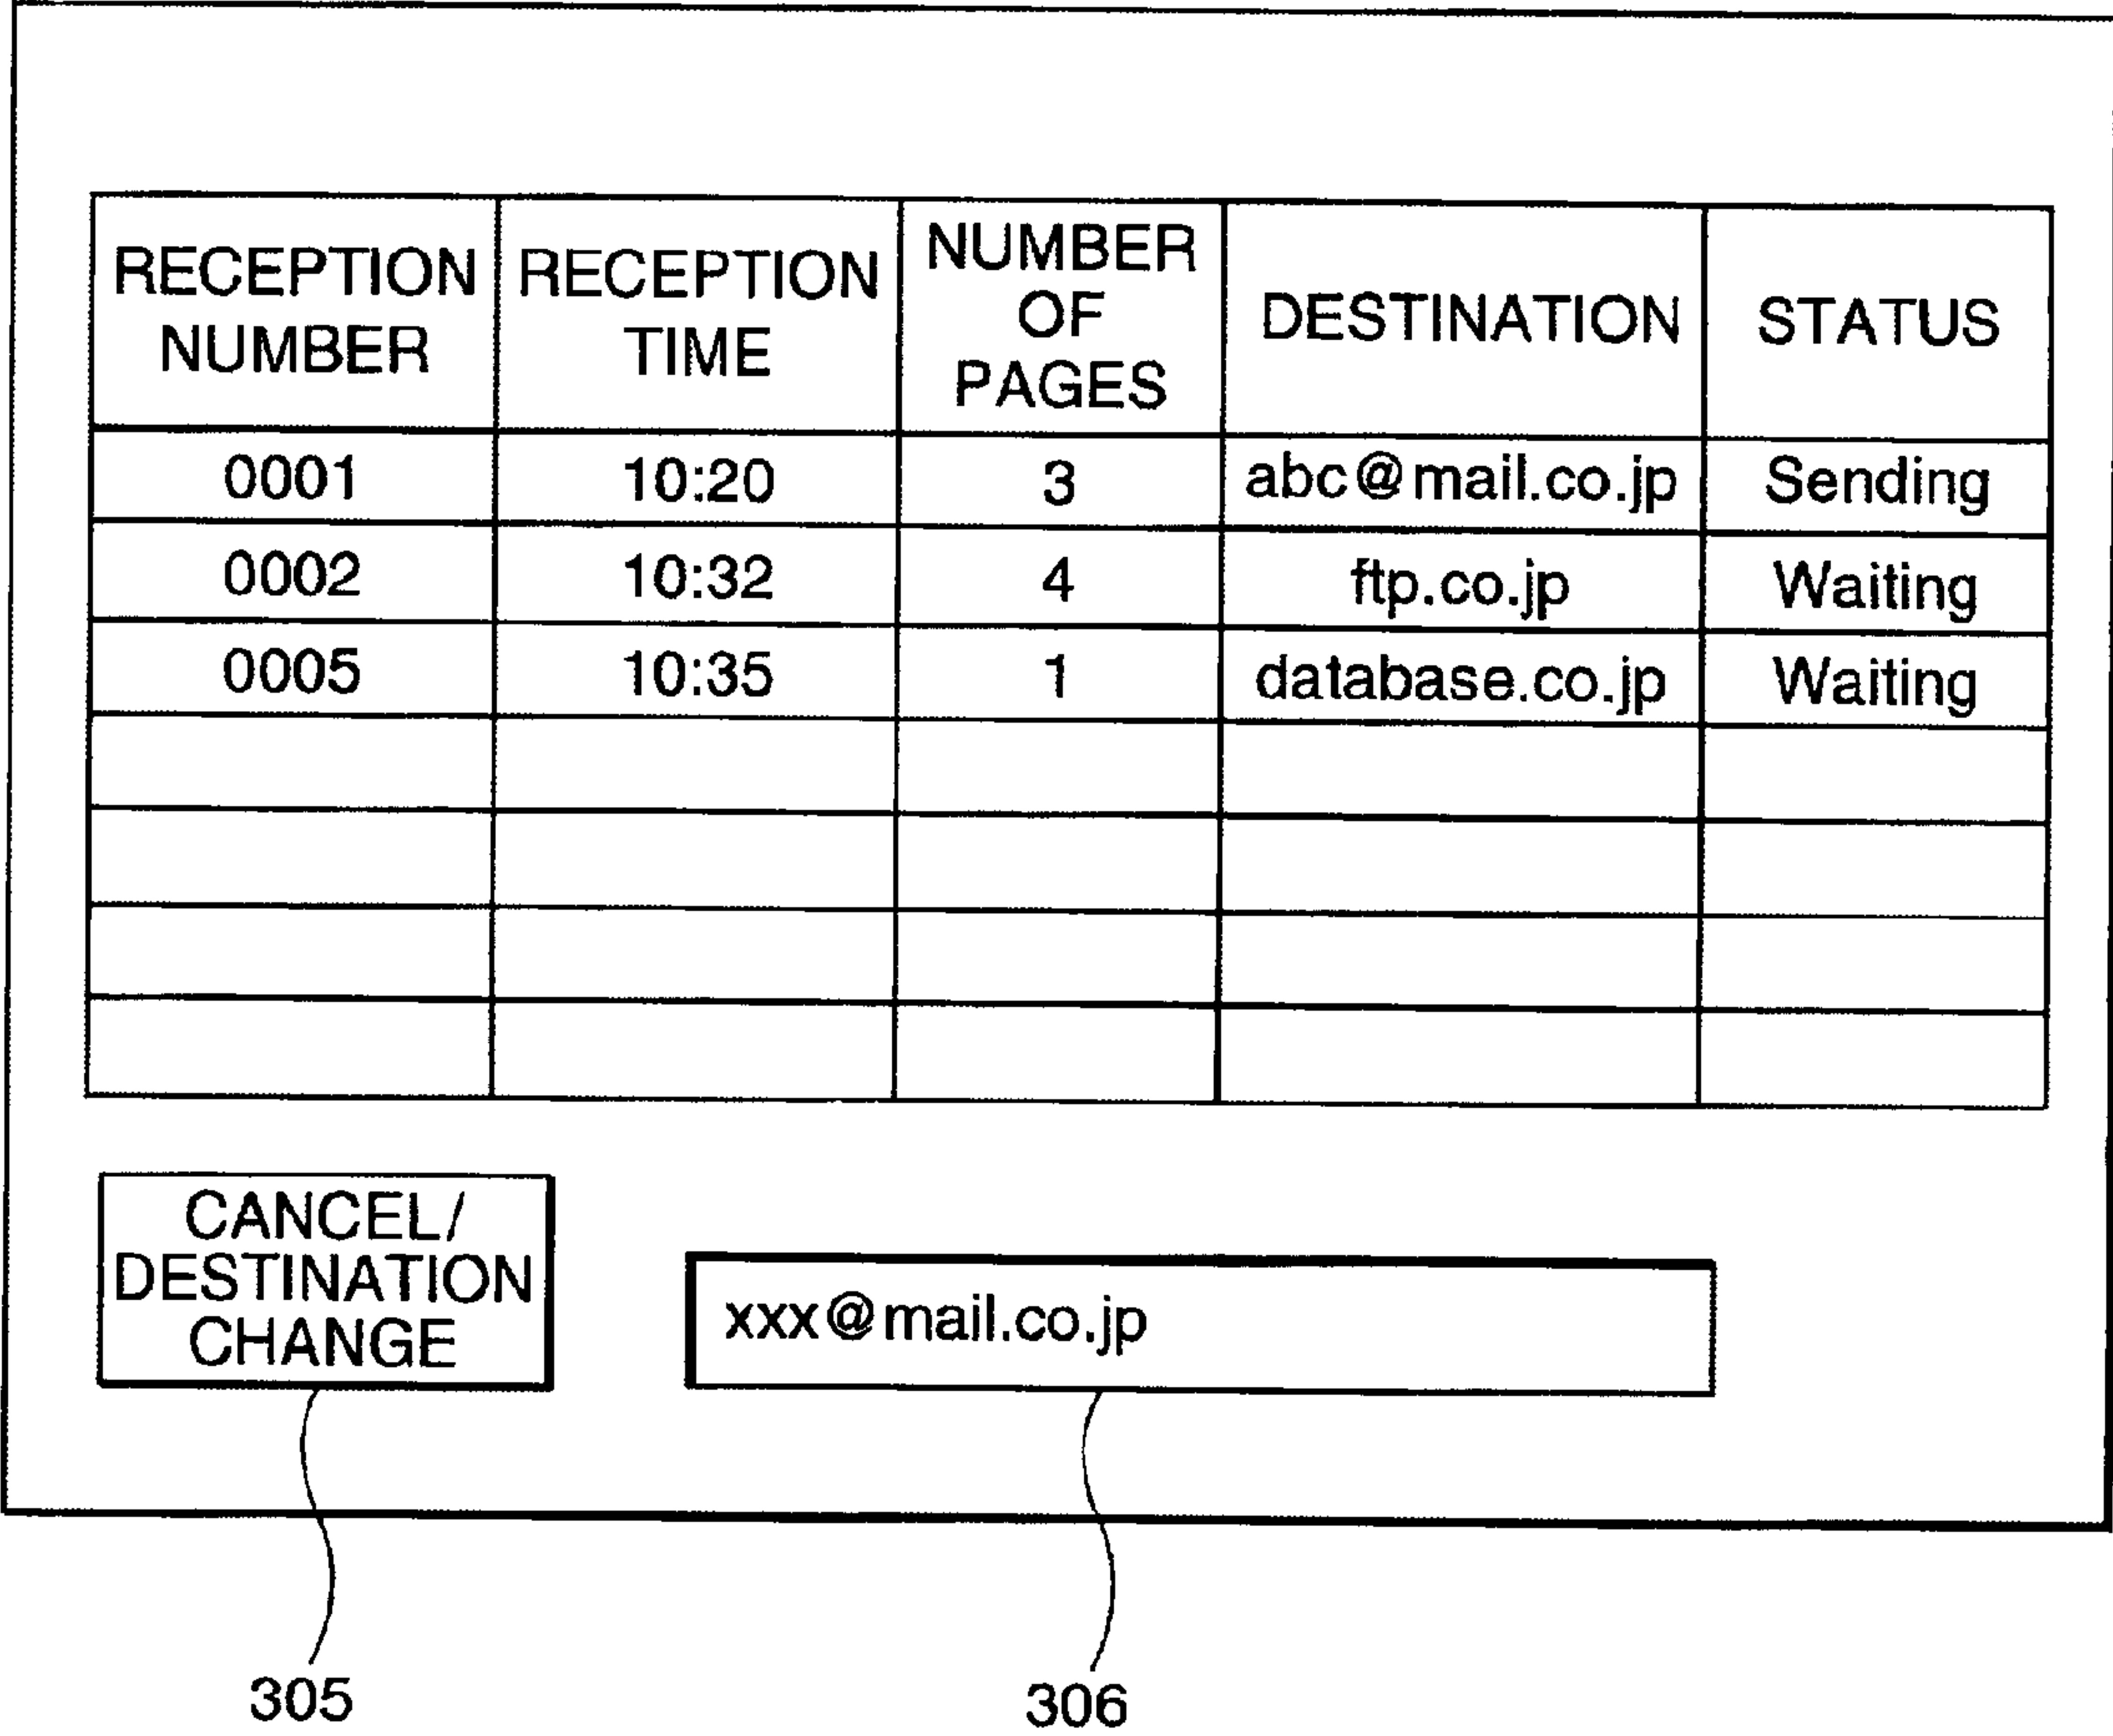 RECEPTION NUMBER RECEPTION TIME NUMBER OF PAGES DESTINATION STATUS
0001 10:20 3 abc@mail.co.jp Sending
0002 10:32 4 ftp.co.jp Waiting
0005 10:35 1 database.co.jp Waiting
CANCEL/
DESTINATION
CHANGE
xxx@mail.co.jp
305 306